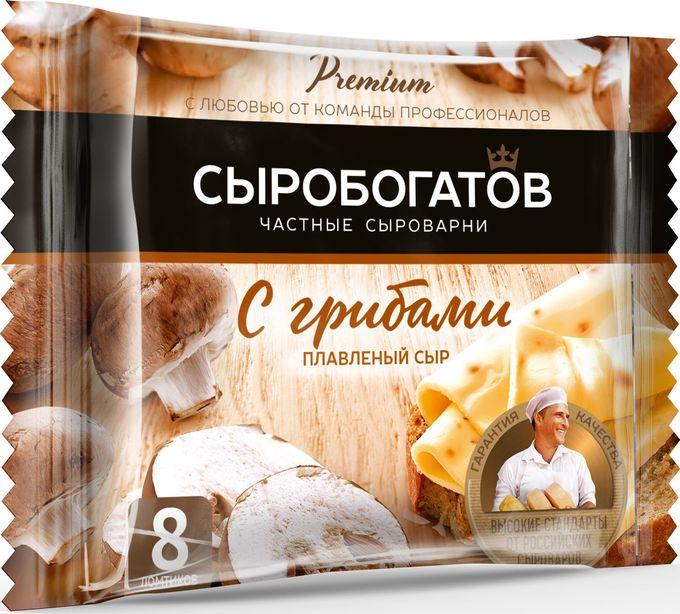 Premium
С ЛЮБОВЬЮ ОТ КОМАНДЫ ПРОФЕССИОНАЛОВ
СЫРОБОГАТОВ
ЧАСТНЫЕ СЫРОВАРНИ
С грибами
ПЛАВЛЕНЫЙ СЫР
ГАРАНТИЯ КАЧЕСТВА
ВЫСОКИЕ СТАНДАРТЫ
ОТ РОССИЙСКИХ
СЫРОВАРОВ
8
ЛОМТИКОВ